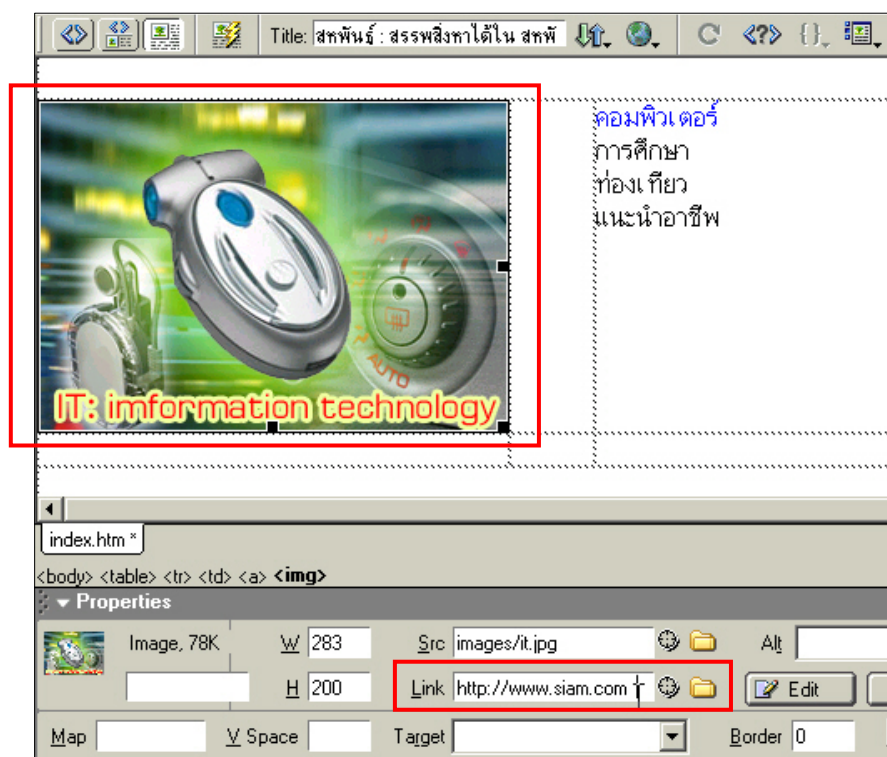 Title: สหพันธ์ : สรรพสิ่งหาได้ใน สหพั
คอมพิวเตอร์
การศึกษา
ท่องเทียว
แนะนำอาชีพ
AUTO
IT: imformation technology
index.htm *
<body> <table> <tr> <td> <a> <img>
Properties
Image, 78K W 283 Src images/it.jpg Alt
H 200 Link http://www.siam.com Edit
Map V Space Target Border 0